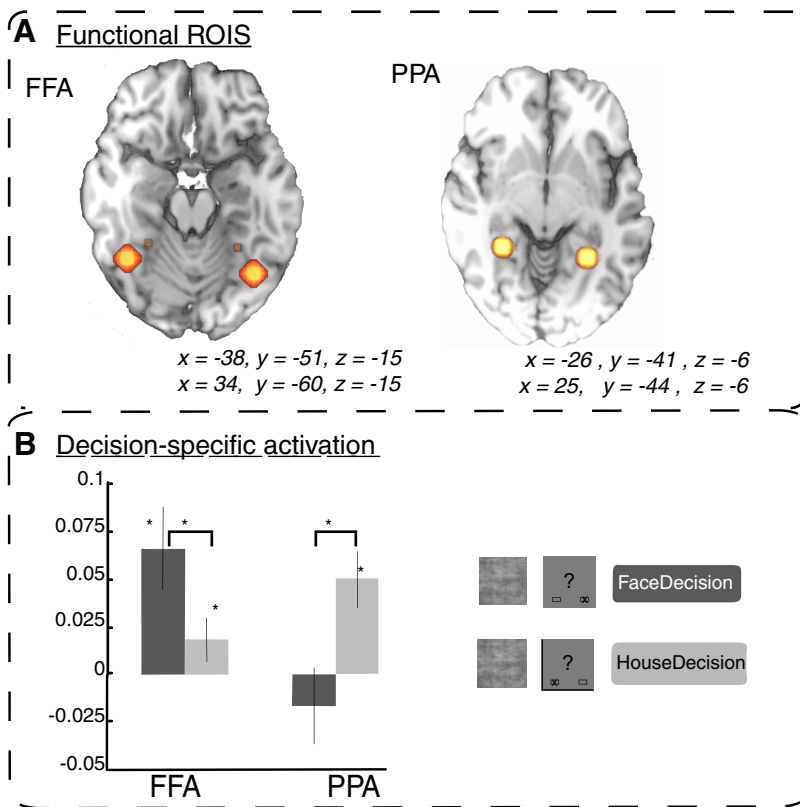 A Functional ROIS
FFA
PPA
x = -38, y = -51, z = -15
x = 34, y = -60, z = -15
x = -26 , y = -41 , z = -6
x = 25, y = -44 , z = -6
B Decision-specific activation
0.1
0.075
0.05
0.025
0
-0.025
-0.05
* *
*
*
*
FFA
PPA
?
FaceDecision
?
HouseDecision